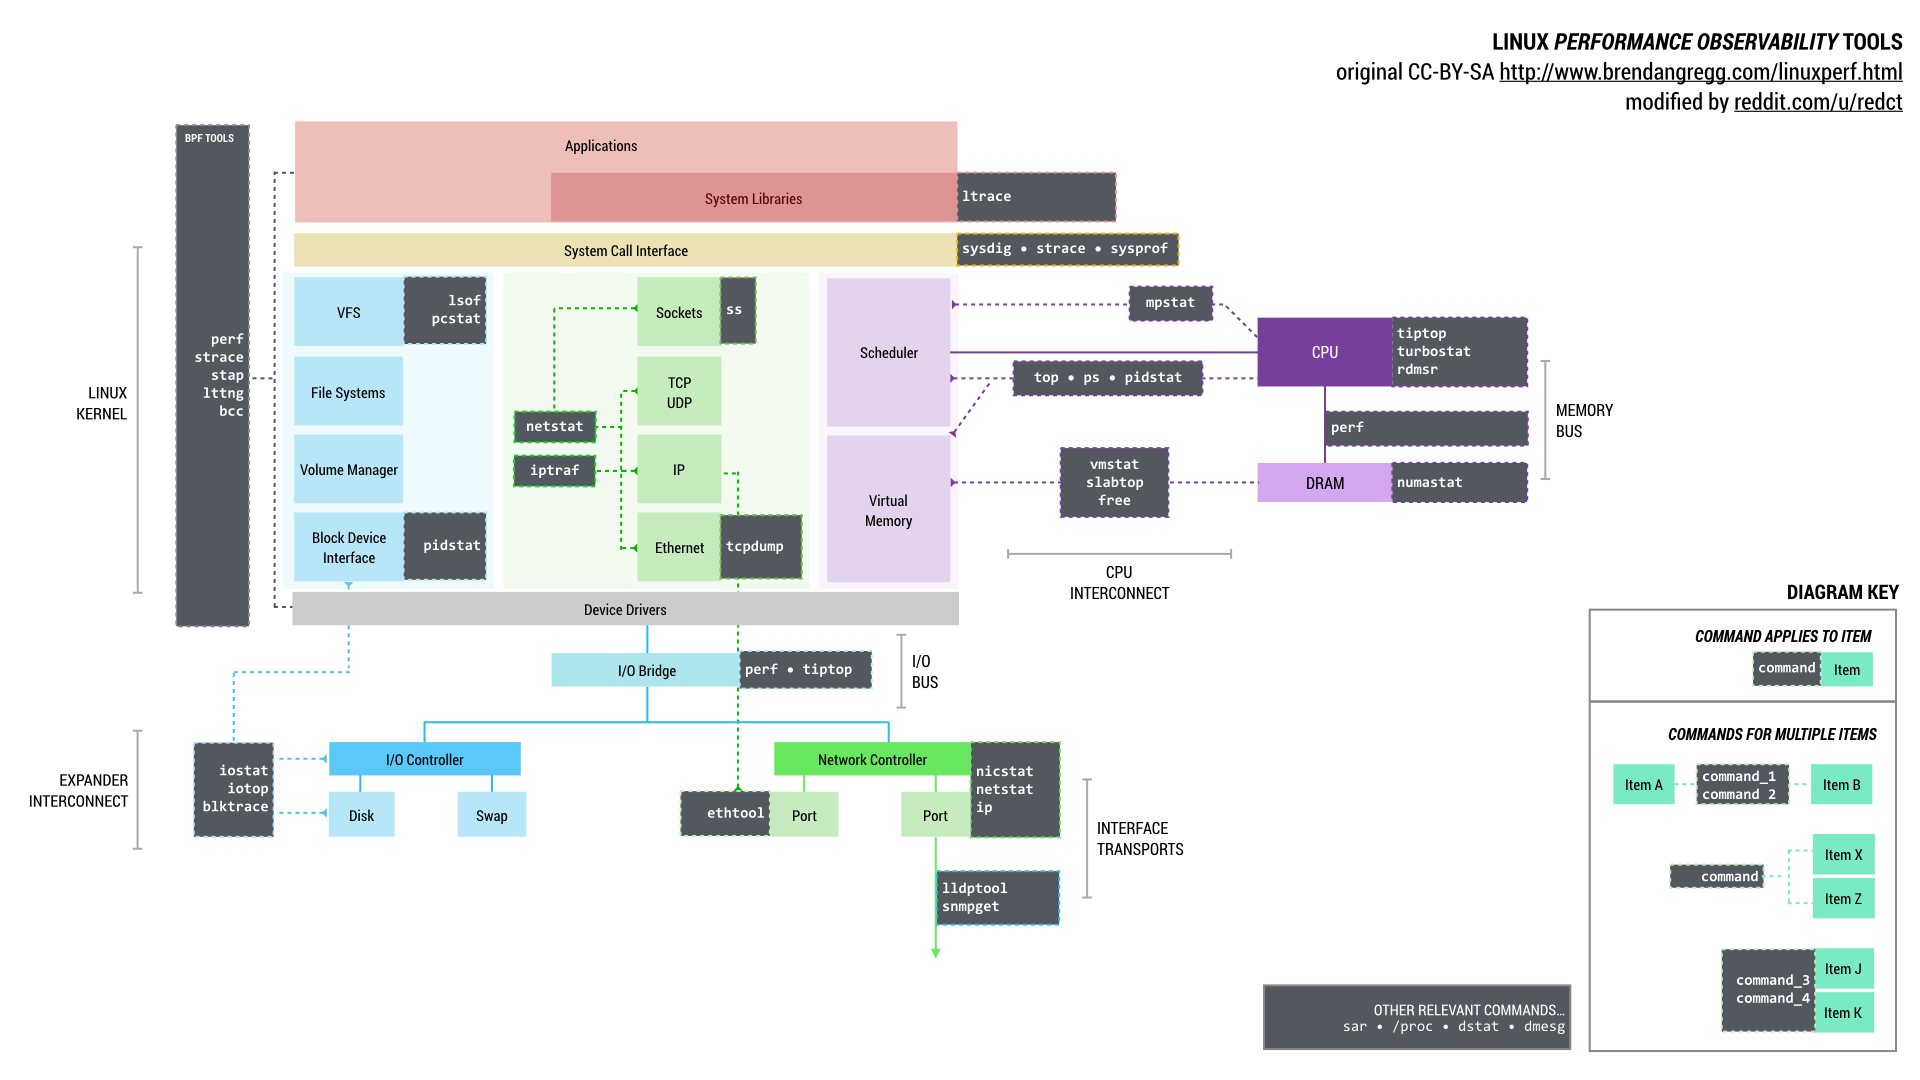 LINUX PERFORMANCE OBSERVABILITY TOOLS
original CC-BY-SA http://www.brendangregg.com/linuxperf.html
modified by reddit.com/u/redct
BPF TOOLS
perf
strace
stap
lttng
bcc
Applications
System Libraries
ltrace
System Call Interface
sysdig • strace • sysprof
LINUX
KERNEL
VFS
lsof
pcstat
File Systems
Volume Manager
Block Device
Interface
pidstat
Sockets
ss
TCP
UDP
netstat
iptraf
IP
Ethernet
tcpdump
Scheduler
Virtual
Memory
mpstat
top • ps • pidstat
vmstat
slabtop
free
CPU
tiptop
turbostat
rdmsr
perf
DRAM
numastat
MEMORY
BUS
CPU
INTERCONNECT
Device Drivers
I/O Bridge
perf • tiptop
I/O
BUS
EXPANDER
INTERCONNECT
iostat
iotop
blktrace
I/O Controller
Disk
Swap
Network Controller
ethtool
Port
Port
nicstat
netstat
ip
lldptool
snmpget
INTERFACE
TRANSPORTS
OTHER RELEVANT COMMANDS…
sar • /proc • dstat • dmesg
DIAGRAM KEY
COMMAND APPLIES TO ITEM
command
Item
COMMANDS FOR MULTIPLE ITEMS
Item A
command_1
command_2
Item B
command
Item X
Item Z
command_3
command_4
Item J
Item K